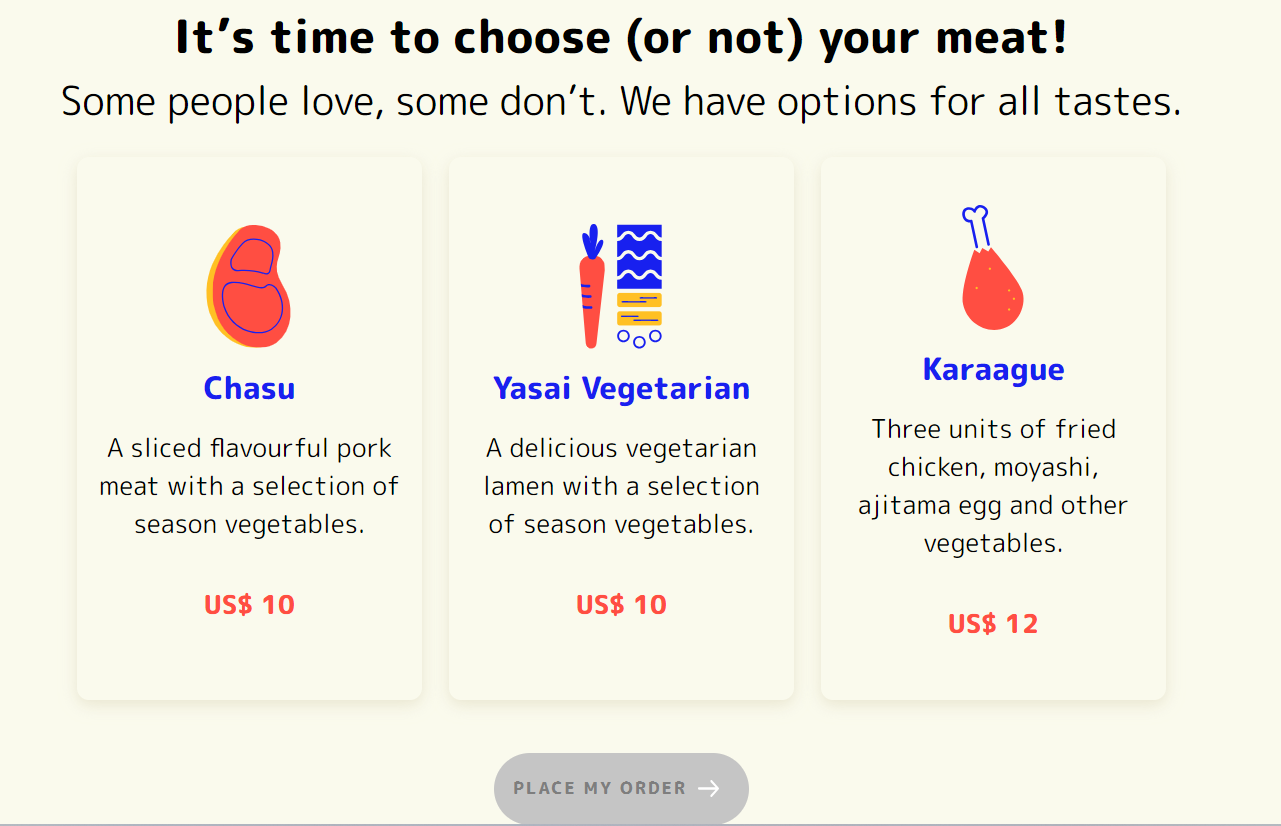 It’s time to choose (or not) your meat!
Some people love, some don’t. We have options for all tastes.
Chasu
A sliced flavourful pork
meat with a selection of
season vegetables.
US$ 10
Yasai Vegetarian
A delicious vegetarian
lamen with a selection
of season vegetables.
US$ 10
Karaague
Three units of fried
chicken, moyashi,
ajitama egg and other
vegetables.
US$ 12
PLACE MY ORDER →